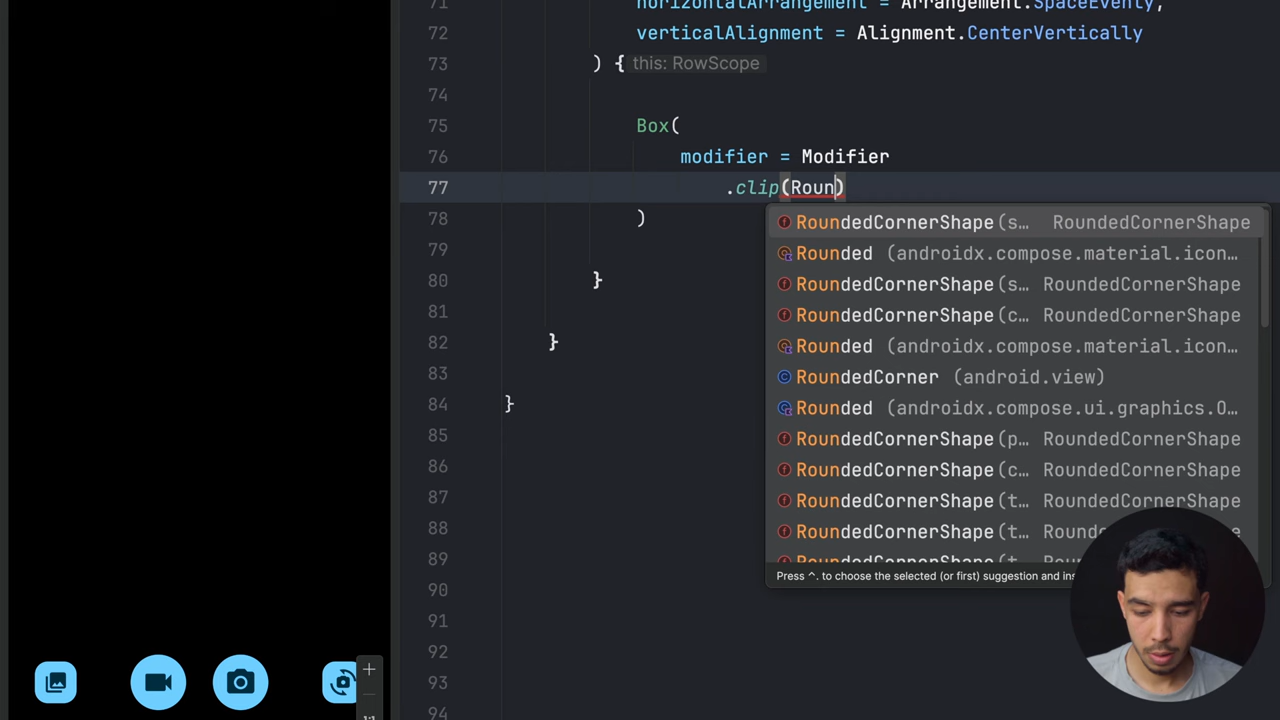 71 horizontalArrangement = Arrangement.SpaceEvenly,
72 verticalAlignment = Alignment.CenterVertically
73 ) { this: RowScope
74
75 Box(
76 modifier = Modifier
77 .clip(Roun)
78 )
79
80 }
81
82 }
83
84 }
85
86
87
88
89
90
91
92
93
94
RoundedCornerShape(s… RoundedCornerShape
Rounded (androidx.compose.material.icon…
RoundedCornerShape(s… RoundedCornerShape
RoundedCornerShape(c… RoundedCornerShape
Rounded (androidx.compose.material.icon…
RoundedCorner (android.view)
Rounded (androidx.compose.ui.graphics.O…
RoundedCornerShape(p… RoundedCornerShape
RoundedCornerShape(c… RoundedCornerShape
RoundedCornerShape(t… RoundedCornerShape
RoundedCornerShape(t…
RoundedCornerShape(t…
Press ^. to choose the selected (or first) suggestion and ins
1:1